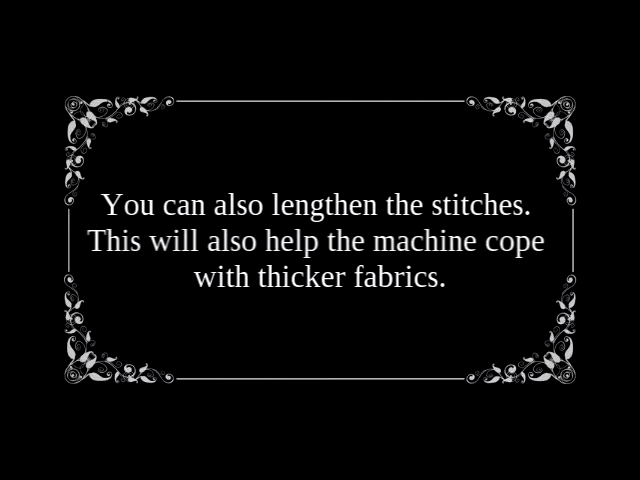 You can also lengthen the stitches.
This will also help the machine cope
with thicker fabrics.